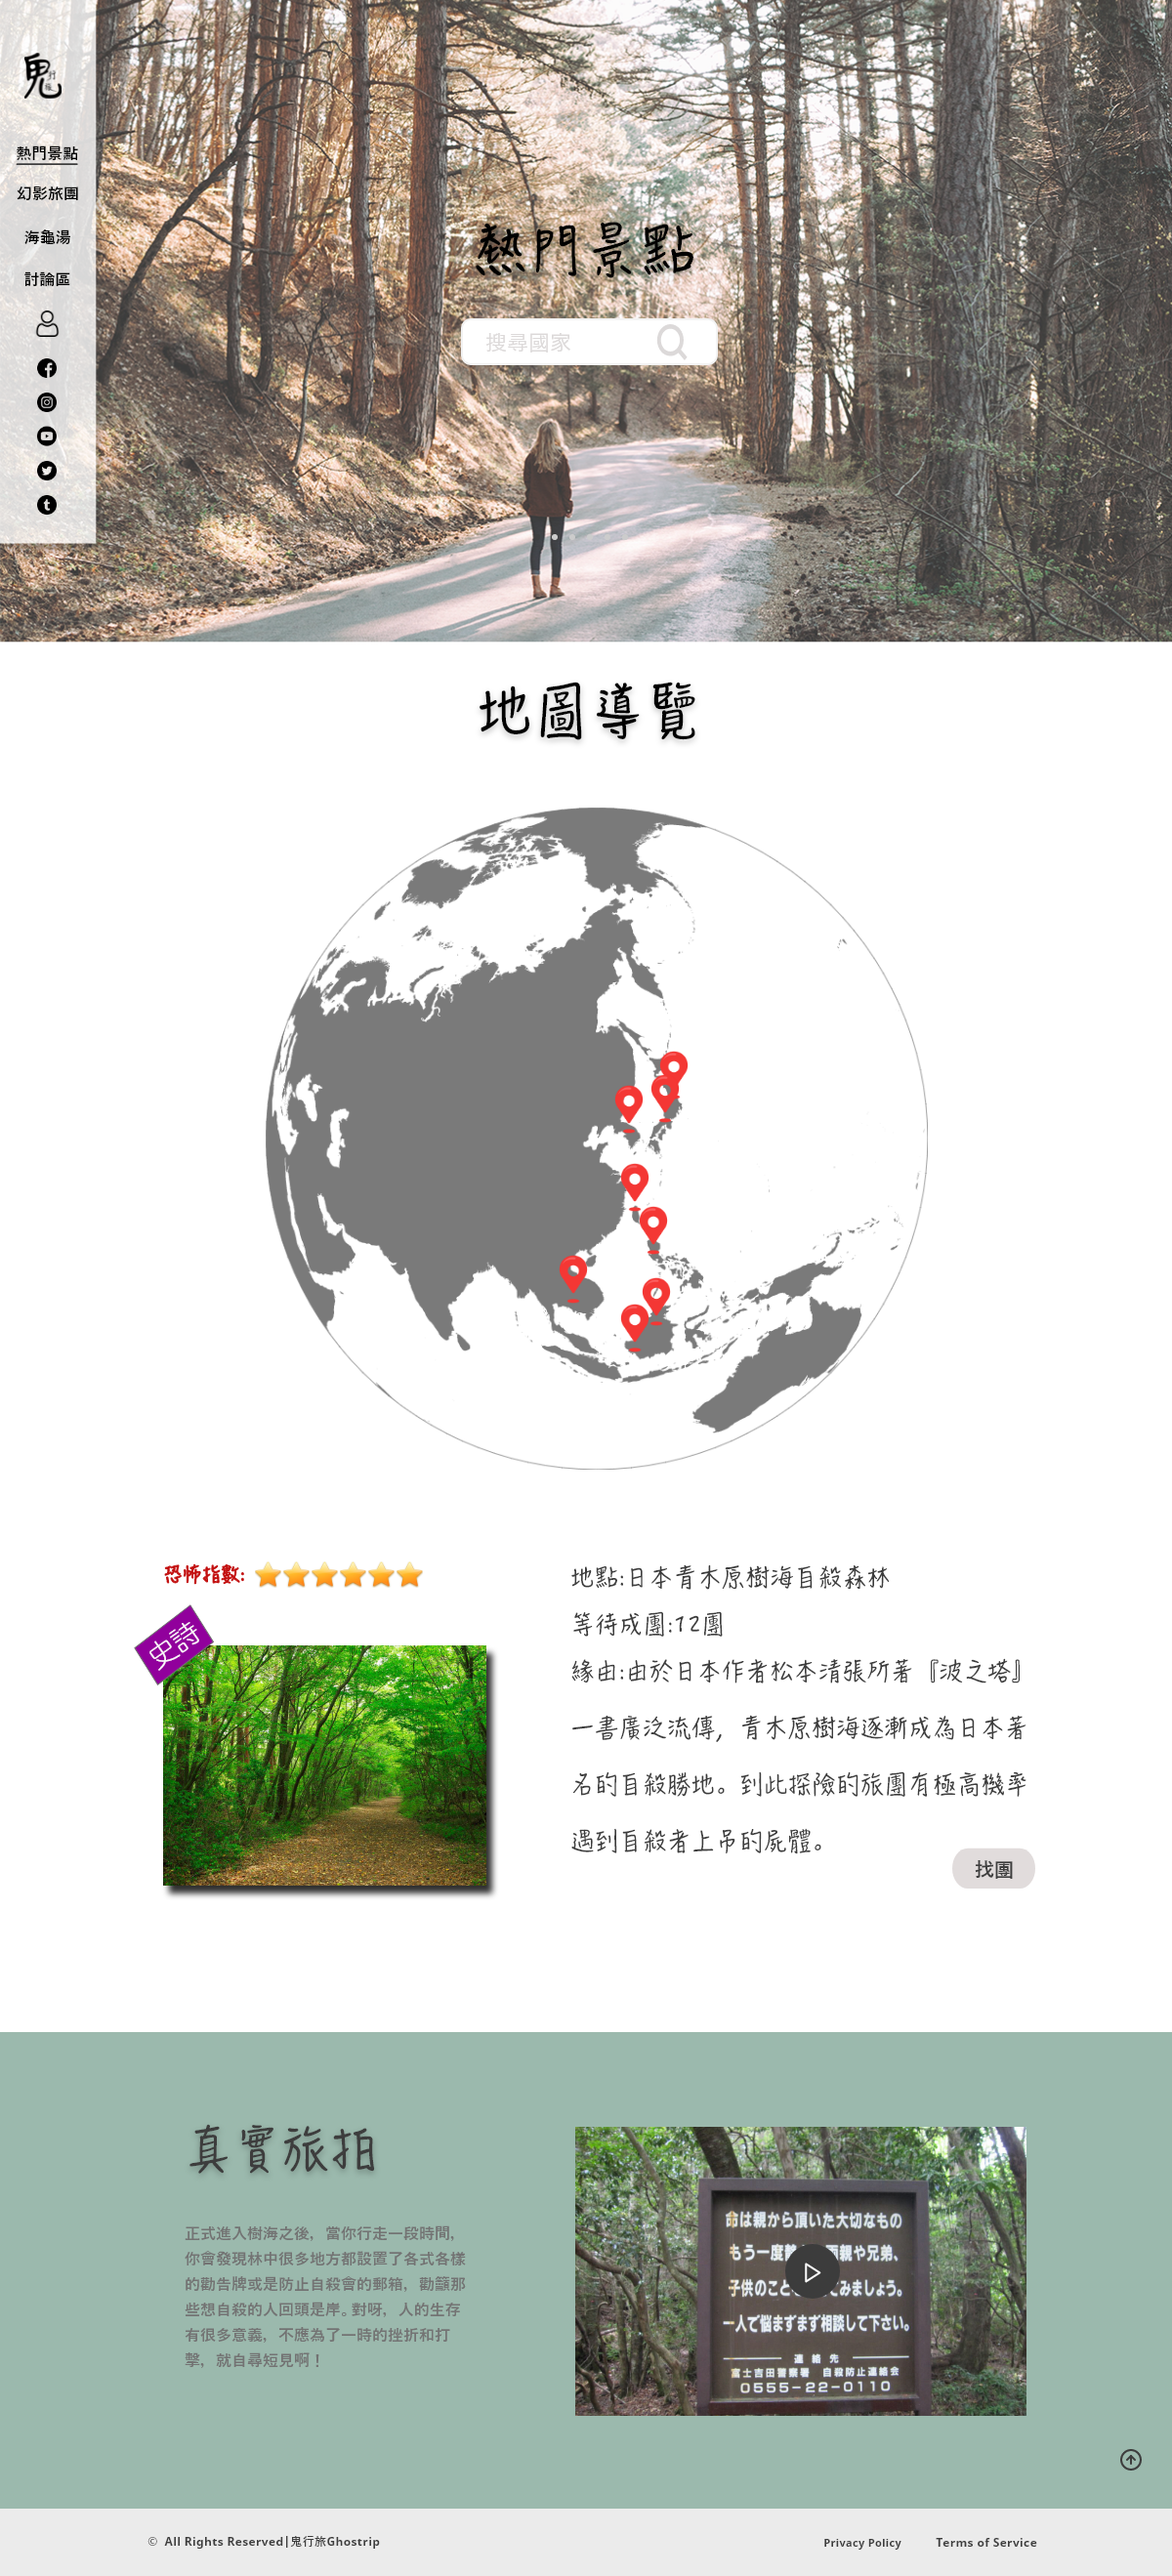 鬼
熱門景點
幻影旅團
海龜湯
討論區
熱門景點
搜尋國家
地圖導覽
恐怖指數:
史詩
地點:日本青木原樹海自殺森林
等待成團:12團
緣由:由於日本作者松本清張所著『波之塔』
一書廣泛流傳，青木原樹海逐漸成為日本著
名的自殺勝地。到此探險的旅團有極高機率
遇到自殺者上吊的屍體。
找團
真實旅拍
正式進入樹海之後，當你行走一段時間，
你會發現林中很多地方都設置了各式各樣
的勸告牌或是防止自殺會的郵箱，勸籲那
些想自殺的人回頭是岸。對呀，人的生存
有很多意義，不應為了一時的挫折和打
擊，就自尋短見啊！
命は親から頂いた大切なもの
もう一度 親や兄弟、
子供のこと てみましょう。
一人で悩まずまず相談して下さい。
連絡先
富士吉田警察署 自殺防止連絡会
0555-22-0110
© All Rights Reserved|鬼行旅Ghostrip
Privacy Policy
Terms of Service